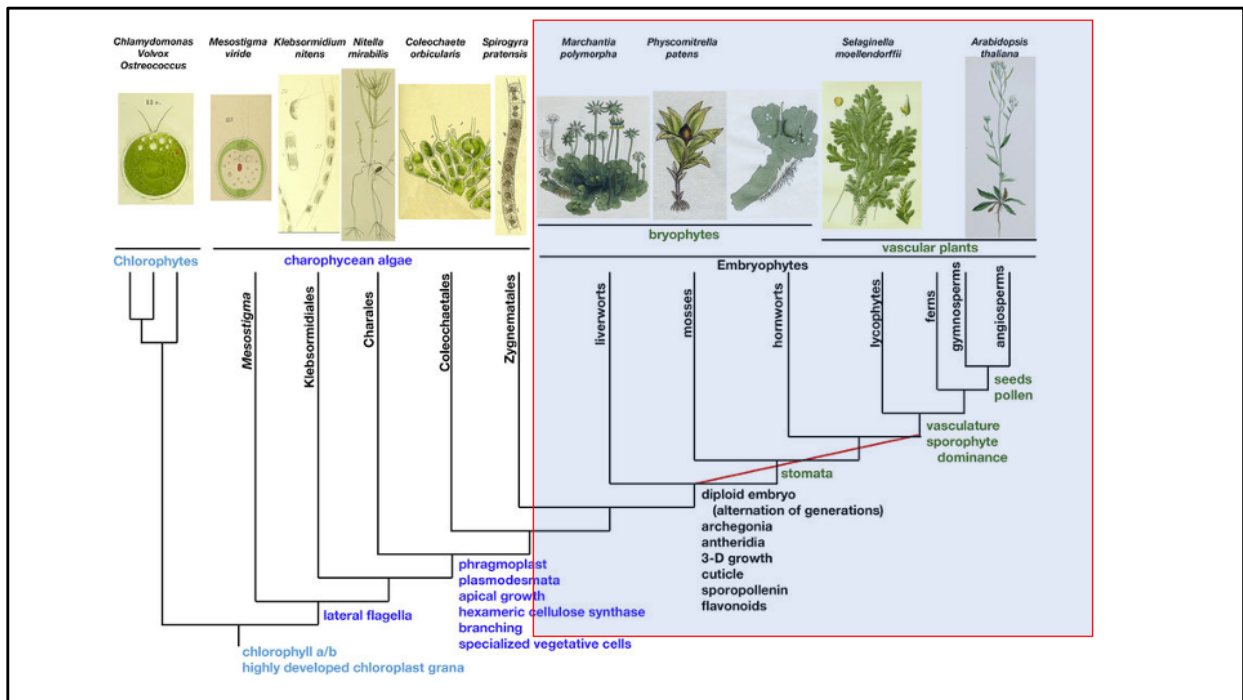 Chlamydomonas
Volvox
Ostreococcus
Mesostigma
viride
Klebsormidium
nitens
Nitella
mirabilis
Coleochaete
orbicularis
Spirogyra
pratensis
Marchantia
polymorpha
Physcomitrella
patens
Selaginella
moellendorffii
Arabidopsis
thaliana
bryophytes
vascular plants
Chlorophytes
charophycean algae
Embryophytes
Mesostigma
Klebsormidiales
Charales
Coleochaetales
Zygnematales
liverworts
mosses
hornworts
lycophytes
ferns
gymnosperms
angiosperms
seeds
pollen
vasculature
sporophyte
dominance
stomata
diploid embryo
(alternation of generations)
archegonia
antheridia
3-D growth
cuticle
sporopollenin
flavonoids
phragmoplast
plasmodesmata
apical growth
hexameric cellulose synthase
branching
specialized vegetative cells
lateral flagella
chlorophyll a/b
highly developed chloroplast grana